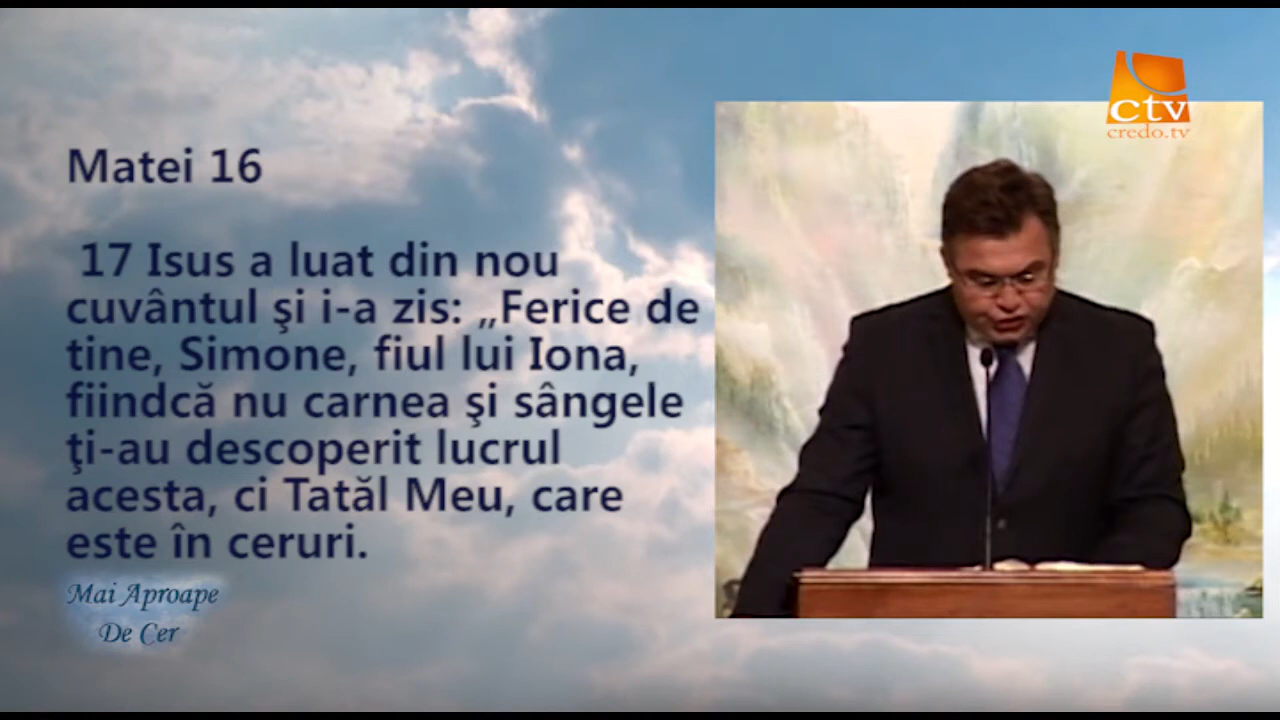 Matei 16
17 Isus a luat din nou
cuvântul şi i-a zis: „Ferice de
tine, Simone, fiul lui Iona,
fiindcă nu carnea şi sângele
ţi-au descoperit lucrul
acesta, ci Tatăl Meu, care
este în ceruri.
Mai Aproape
De Cer
ctv
credo.tv